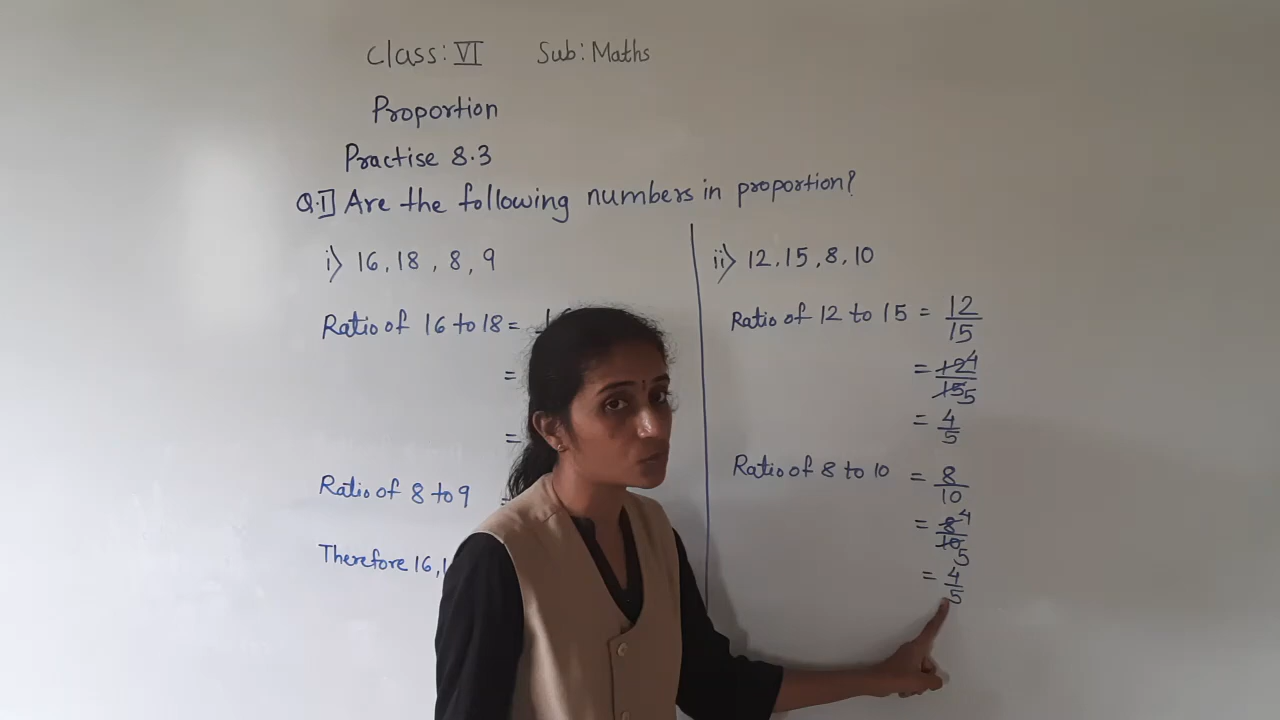 Class: VI Sub: Maths
Proportion
Practise 8.3
Q.1] Are the following numbers in proportion?
i) 16, 18, 8, 9
Ratio of 16 to 18 =
=
=
Ratio of 8 to 9 =
Therefore 16,
ii) 12, 15, 8, 10
Ratio of 12 to 15 = 12/15
= 12 4/15 5
= 4/5
Ratio of 8 to 10 = 8/10
= 8 4/10 5
= 4/5